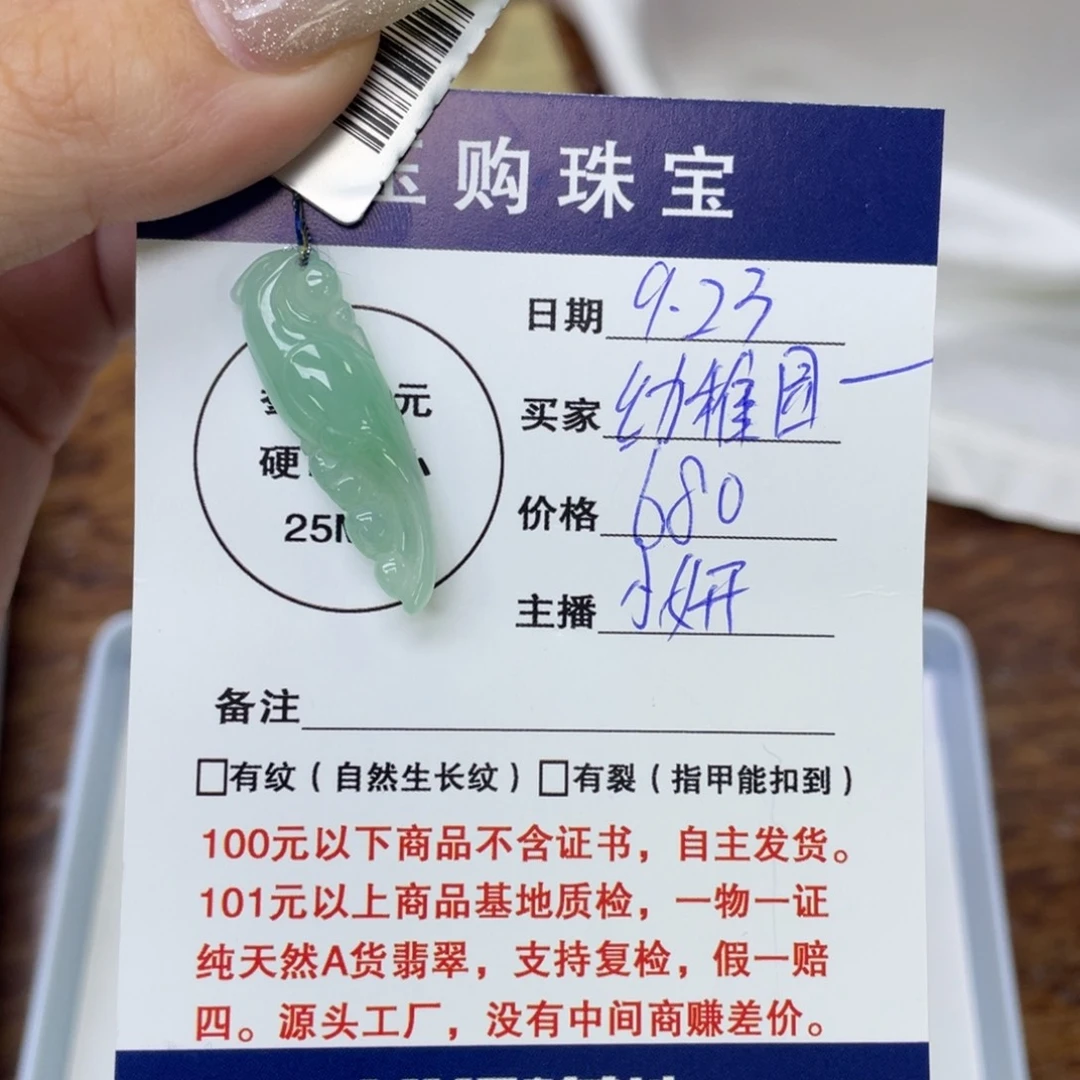 玉购珠宝
元
硬
25M
日期 9.23
买家 幼稚园一
价格 680
主播 小妍
备注
□有纹（自然生长纹）□有裂（指甲能扣到）
100元以下商品不含证书，自主发货。
101元以上商品基地质检，一物一证
纯天然A货翡翠，支持复检，假一赔
四。源头工厂，没有中间商赚差价。